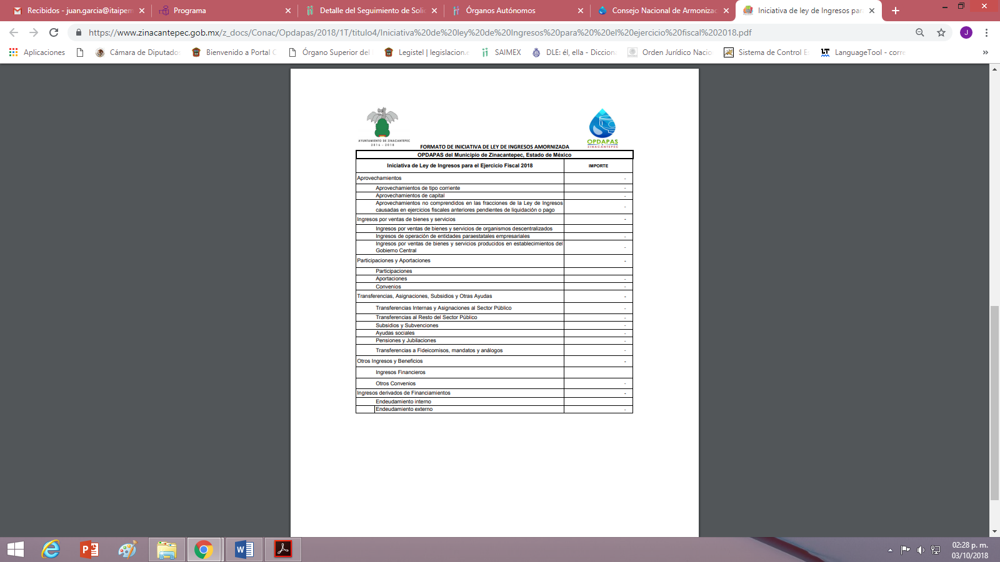 Recibidos - juan.garcia@itaipem
Programa
Detalle del Seguimiento de Solic
Órganos Autónomos
Consejo Nacional de Armonizac
Iniciativa de ley de Ingresos par
https://www.zinacantepec.gob.mx/z_docs/Conac/Opdapas/2018/1T/titulo4/Iniciativa%20de%20ley%20de%20Ingresos%20para%20%20el%20ejercicio%20fiscal%202018.pdf
J
Aplicaciones
Cámara de Diputados
Bienvenido a Portal C
Órgano Superior del
Legistel | legislacion.e
SAIMEX
DLE: él, ella - Diccion
Orden Jurídico Nacio
Sistema de Control E
LanguageTool - corre
»
AYUNTAMIENTO DE ZINACANTEPEC
2016 - 2018
OPDAPAS
ZINACANTEPEC
FORMATO DE INICIATIVA DE LEY DE INGRESOS AMORNIZADA
OPDAPAS del Municipio de Zinacantepec, Estado de México
Iniciativa de Ley de Ingresos para el Ejercicio Fiscal 2018 IMPORTE
Aprovechamientos -
Aprovechamientos de tipo corriente -
Aprovechamientos de capital -
Aprovechamientos no comprendidos en las fracciones de la Ley de Ingresos
causadas en ejercicios fiscales anteriores pendientes de liquidación o pago -
Ingresos por ventas de bienes y servicios -
Ingresos por ventas de bienes y servicios de organismos descentralizados
Ingresos de operación de entidades paraestatales empresariales -
Ingresos por ventas de bienes y servicios producidos en establecimientos del
Gobierno Central -
Participaciones y Aportaciones -
Participaciones
Aportaciones -
Convenios -
Transferencias, Asignaciones, Subsidios y Otras Ayudas -
Transferencias Internas y Asignaciones al Sector Público -
Transferencias al Resto del Sector Público -
Subsidios y Subvenciones -
Ayudas sociales -
Pensiones y Jubilaciones -
Transferencias a Fideicomisos, mandatos y análogos -
Otros Ingresos y Beneficios -
Ingresos Financieros
Otros Convenios -
Ingresos derivados de Financiamientos -
Endeudamiento interno
Endeudamiento externo -
02:28 p. m.
03/10/2018